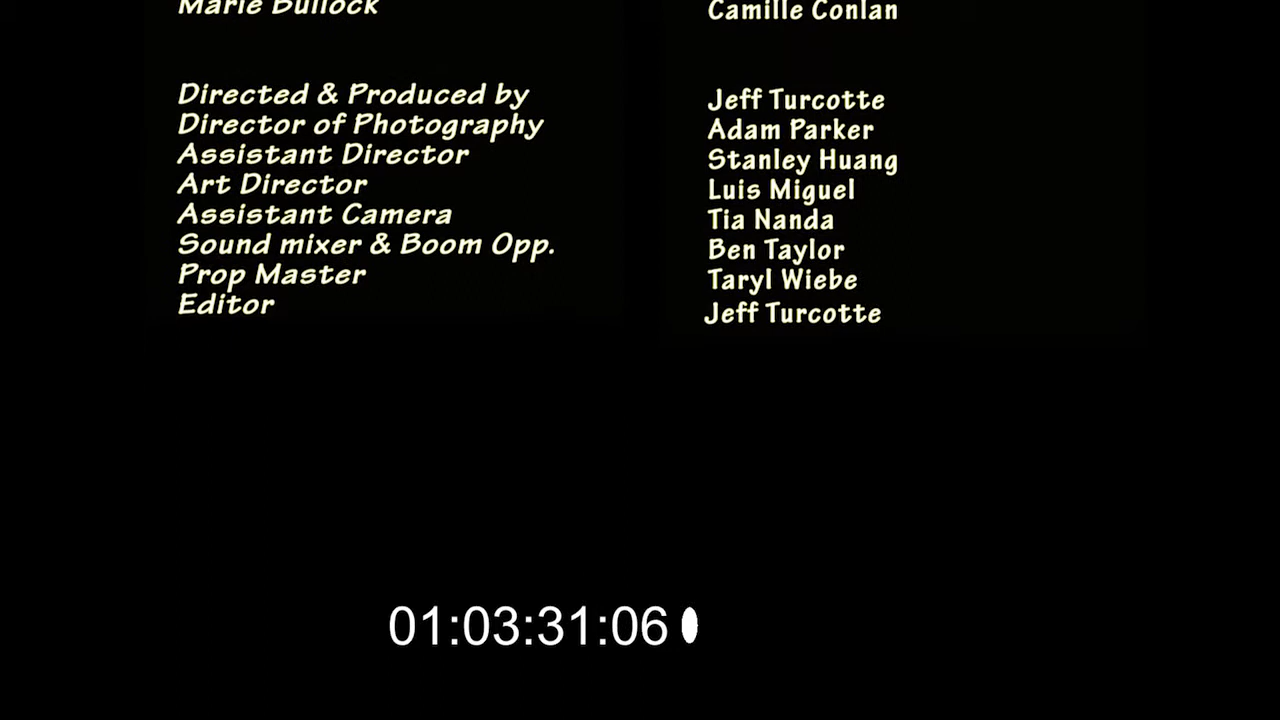 Marie Bullock Camille Conlan
Directed & Produced by Jeff Turcotte
Director of Photography Adam Parker
Assistant Director Stanley Huang
Art Director Luis Miguel
Assistant Camera Tia Nanda
Sound mixer & Boom Opp. Ben Taylor
Prop Master Taryl Wiebe
Editor Jeff Turcotte
01:03:31:06